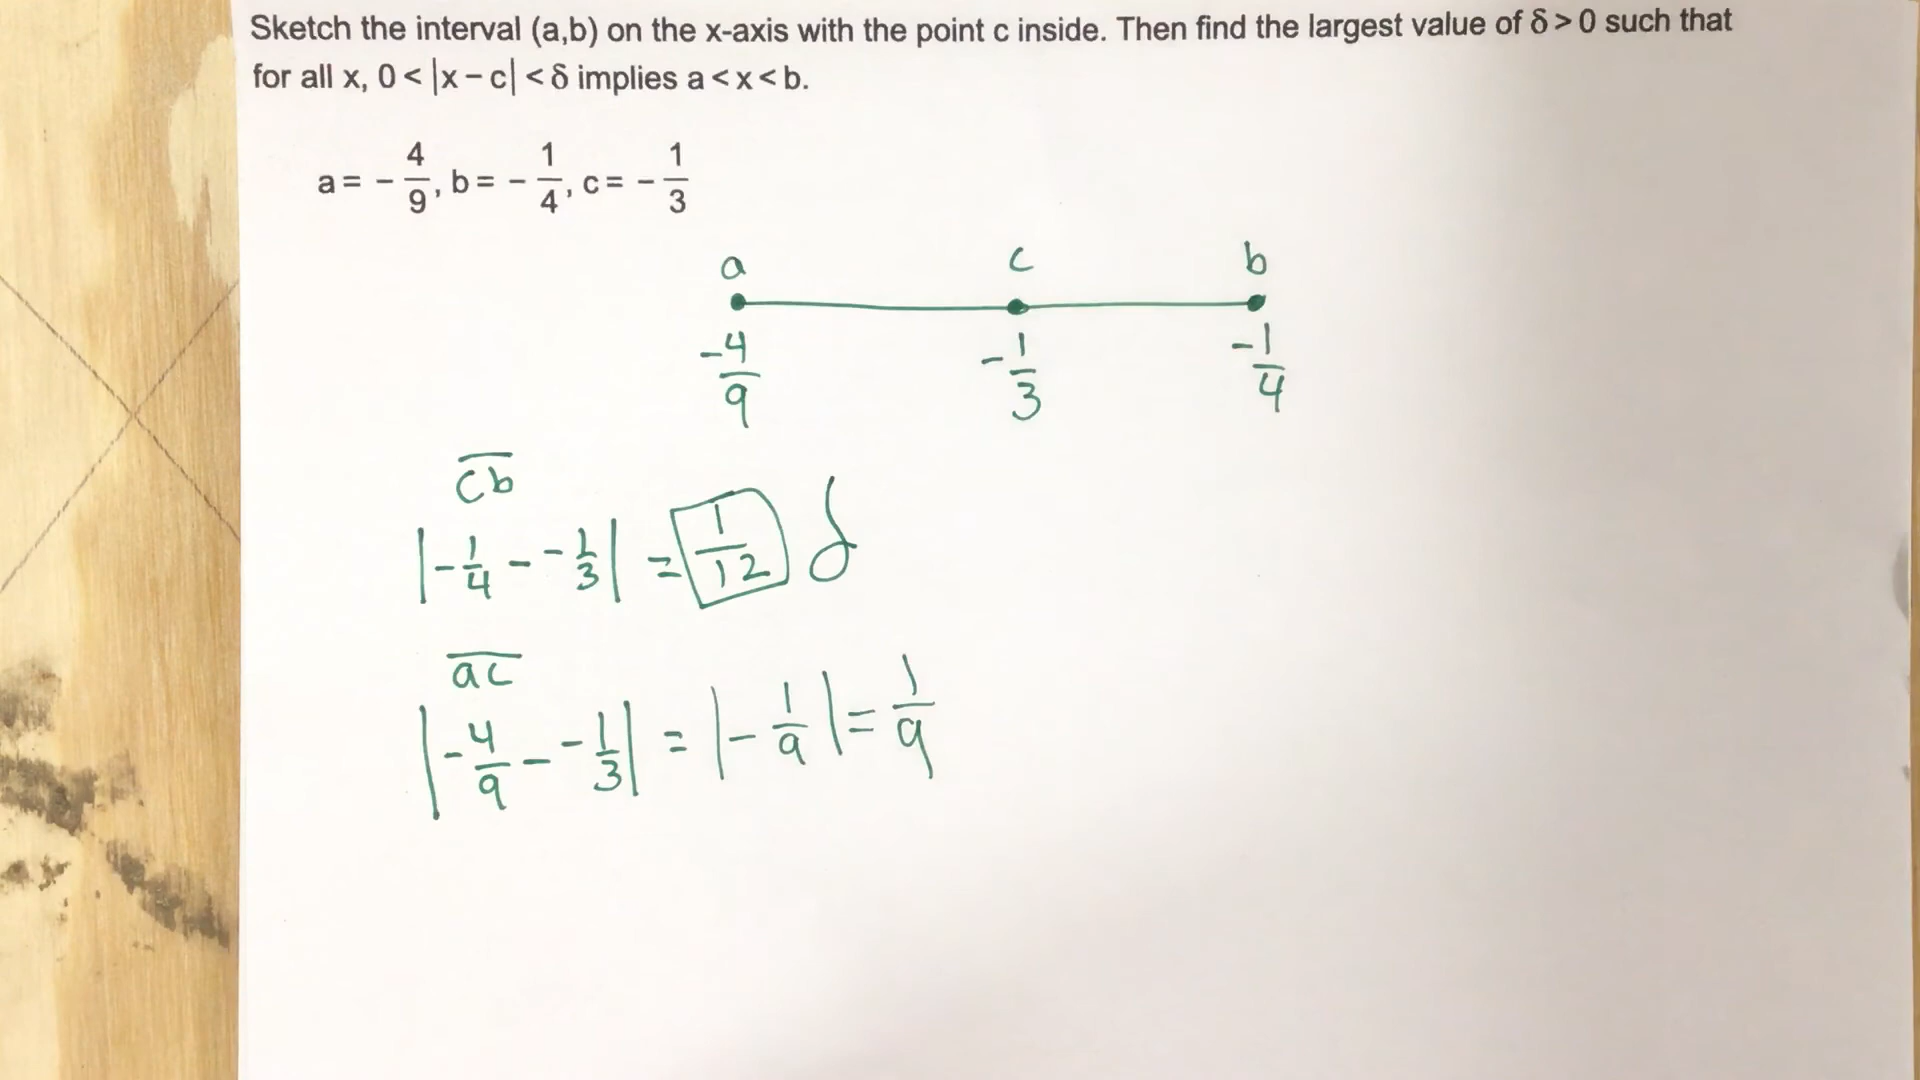 Sketch the interval (a,b) on the x-axis with the point c inside. Then find the largest value of δ > 0 such that
for all x, 0 < |x − c| < δ implies a < x < b.
a = − 4/9, b = − 1/4, c = − 1/3
a c b
-4/9 -1/3 -1/4
cb
|-1/4 - -1/3| = 1/12 δ
ac
|-4/9 - -1/3| = |-1/9| = 1/9